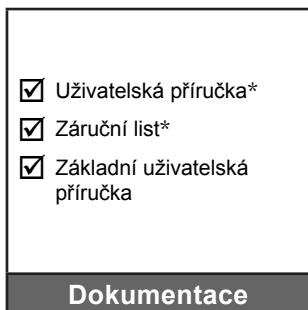 ☑ Uživatelská příručka*
☑ Záruční list*
☑ Základní uživatelská
příručka
Dokumentace